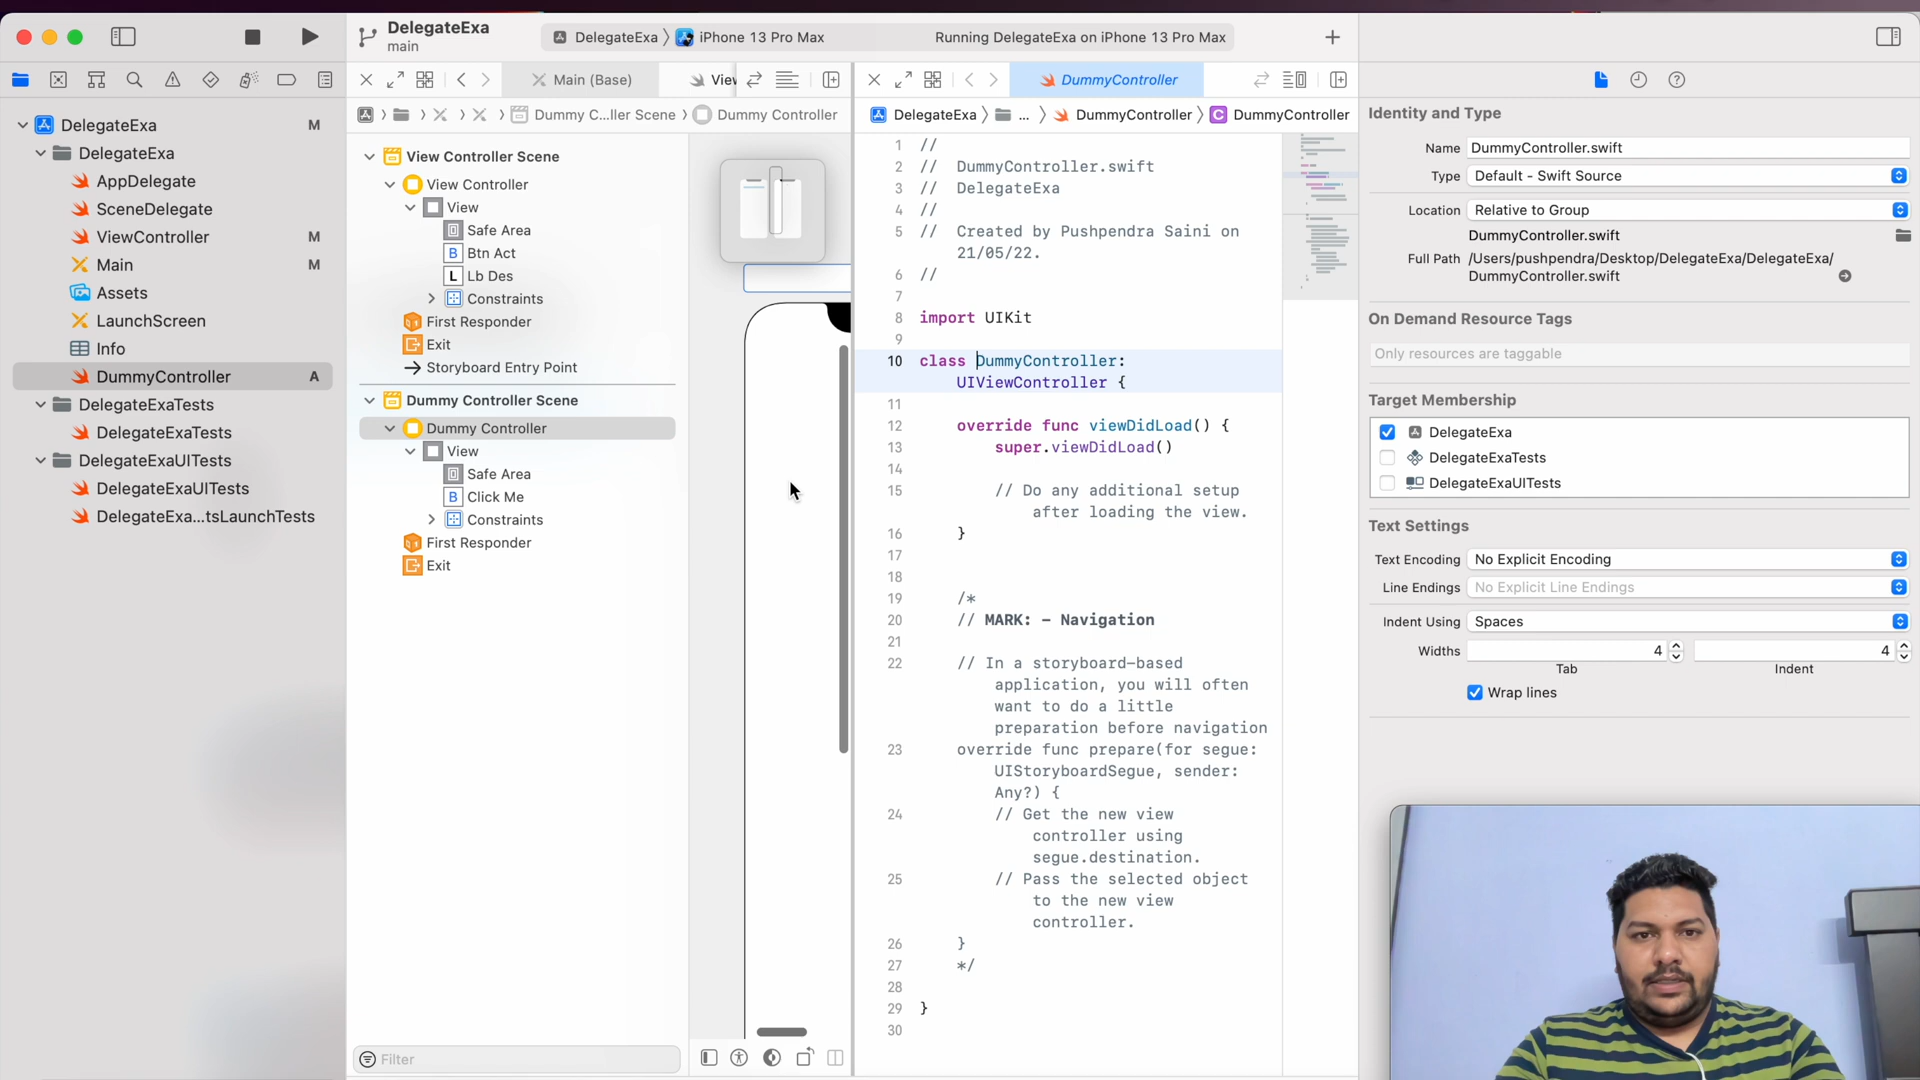 DelegateExa
main
DelegateExa
iPhone 13 Pro Max
Running DelegateExa on iPhone 13 Pro Max
Main (Base)
View
DummyController
DelegateExa M
DelegateExa
AppDelegate
SceneDelegate
ViewController M
Main M
Assets
LaunchScreen
Info
DummyController A
DelegateExaTests
DelegateExaTests
DelegateExaUITests
DelegateExaUITests
DelegateExa...tsLaunchTests
Dummy C...ller Scene
Dummy Controller
View Controller Scene
View Controller
View
Safe Area
B Btn Act
L Lb Des
Constraints
First Responder
Exit
Storyboard Entry Point
Dummy Controller Scene
Dummy Controller
View
Safe Area
B Click Me
Constraints
First Responder
Exit
Filter
DelegateExa
...
DummyController
C DummyController
1 //
2 //  DummyController.swift
3 //  DelegateExa
4 //
5 //  Created by Pushpendra Saini on
21/05/22.
6 //
7
8 import UIKit
9
10 class DummyController:
UIViewController {
11
12 override func viewDidLoad() {
13 super.viewDidLoad()
14
15 // Do any additional setup
after loading the view.
16 }
17
18
19 /*
20 // MARK: - Navigation
21
22 // In a storyboard-based
application, you will often
want to do a little
preparation before navigation
23 override func prepare(for segue:
UIStoryboardSegue, sender:
Any?) {
24 // Get the new view
controller using
segue.destination.
25 // Pass the selected object
to the new view
controller.
26 }
27 */
28
29 }
30
Identity and Type
Name DummyController.swift
Type Default - Swift Source
Location Relative to Group
DummyController.swift
Full Path /Users/pushpendra/Desktop/DelegateExa/DelegateExa/
DummyController.swift
On Demand Resource Tags
Only resources are taggable
Target Membership
DelegateExa
DelegateExaTests
DelegateExaUITests
Text Settings
Text Encoding No Explicit Encoding
Line Endings No Explicit Line Endings
Indent Using Spaces
Widths 4 4
Tab Indent
Wrap lines